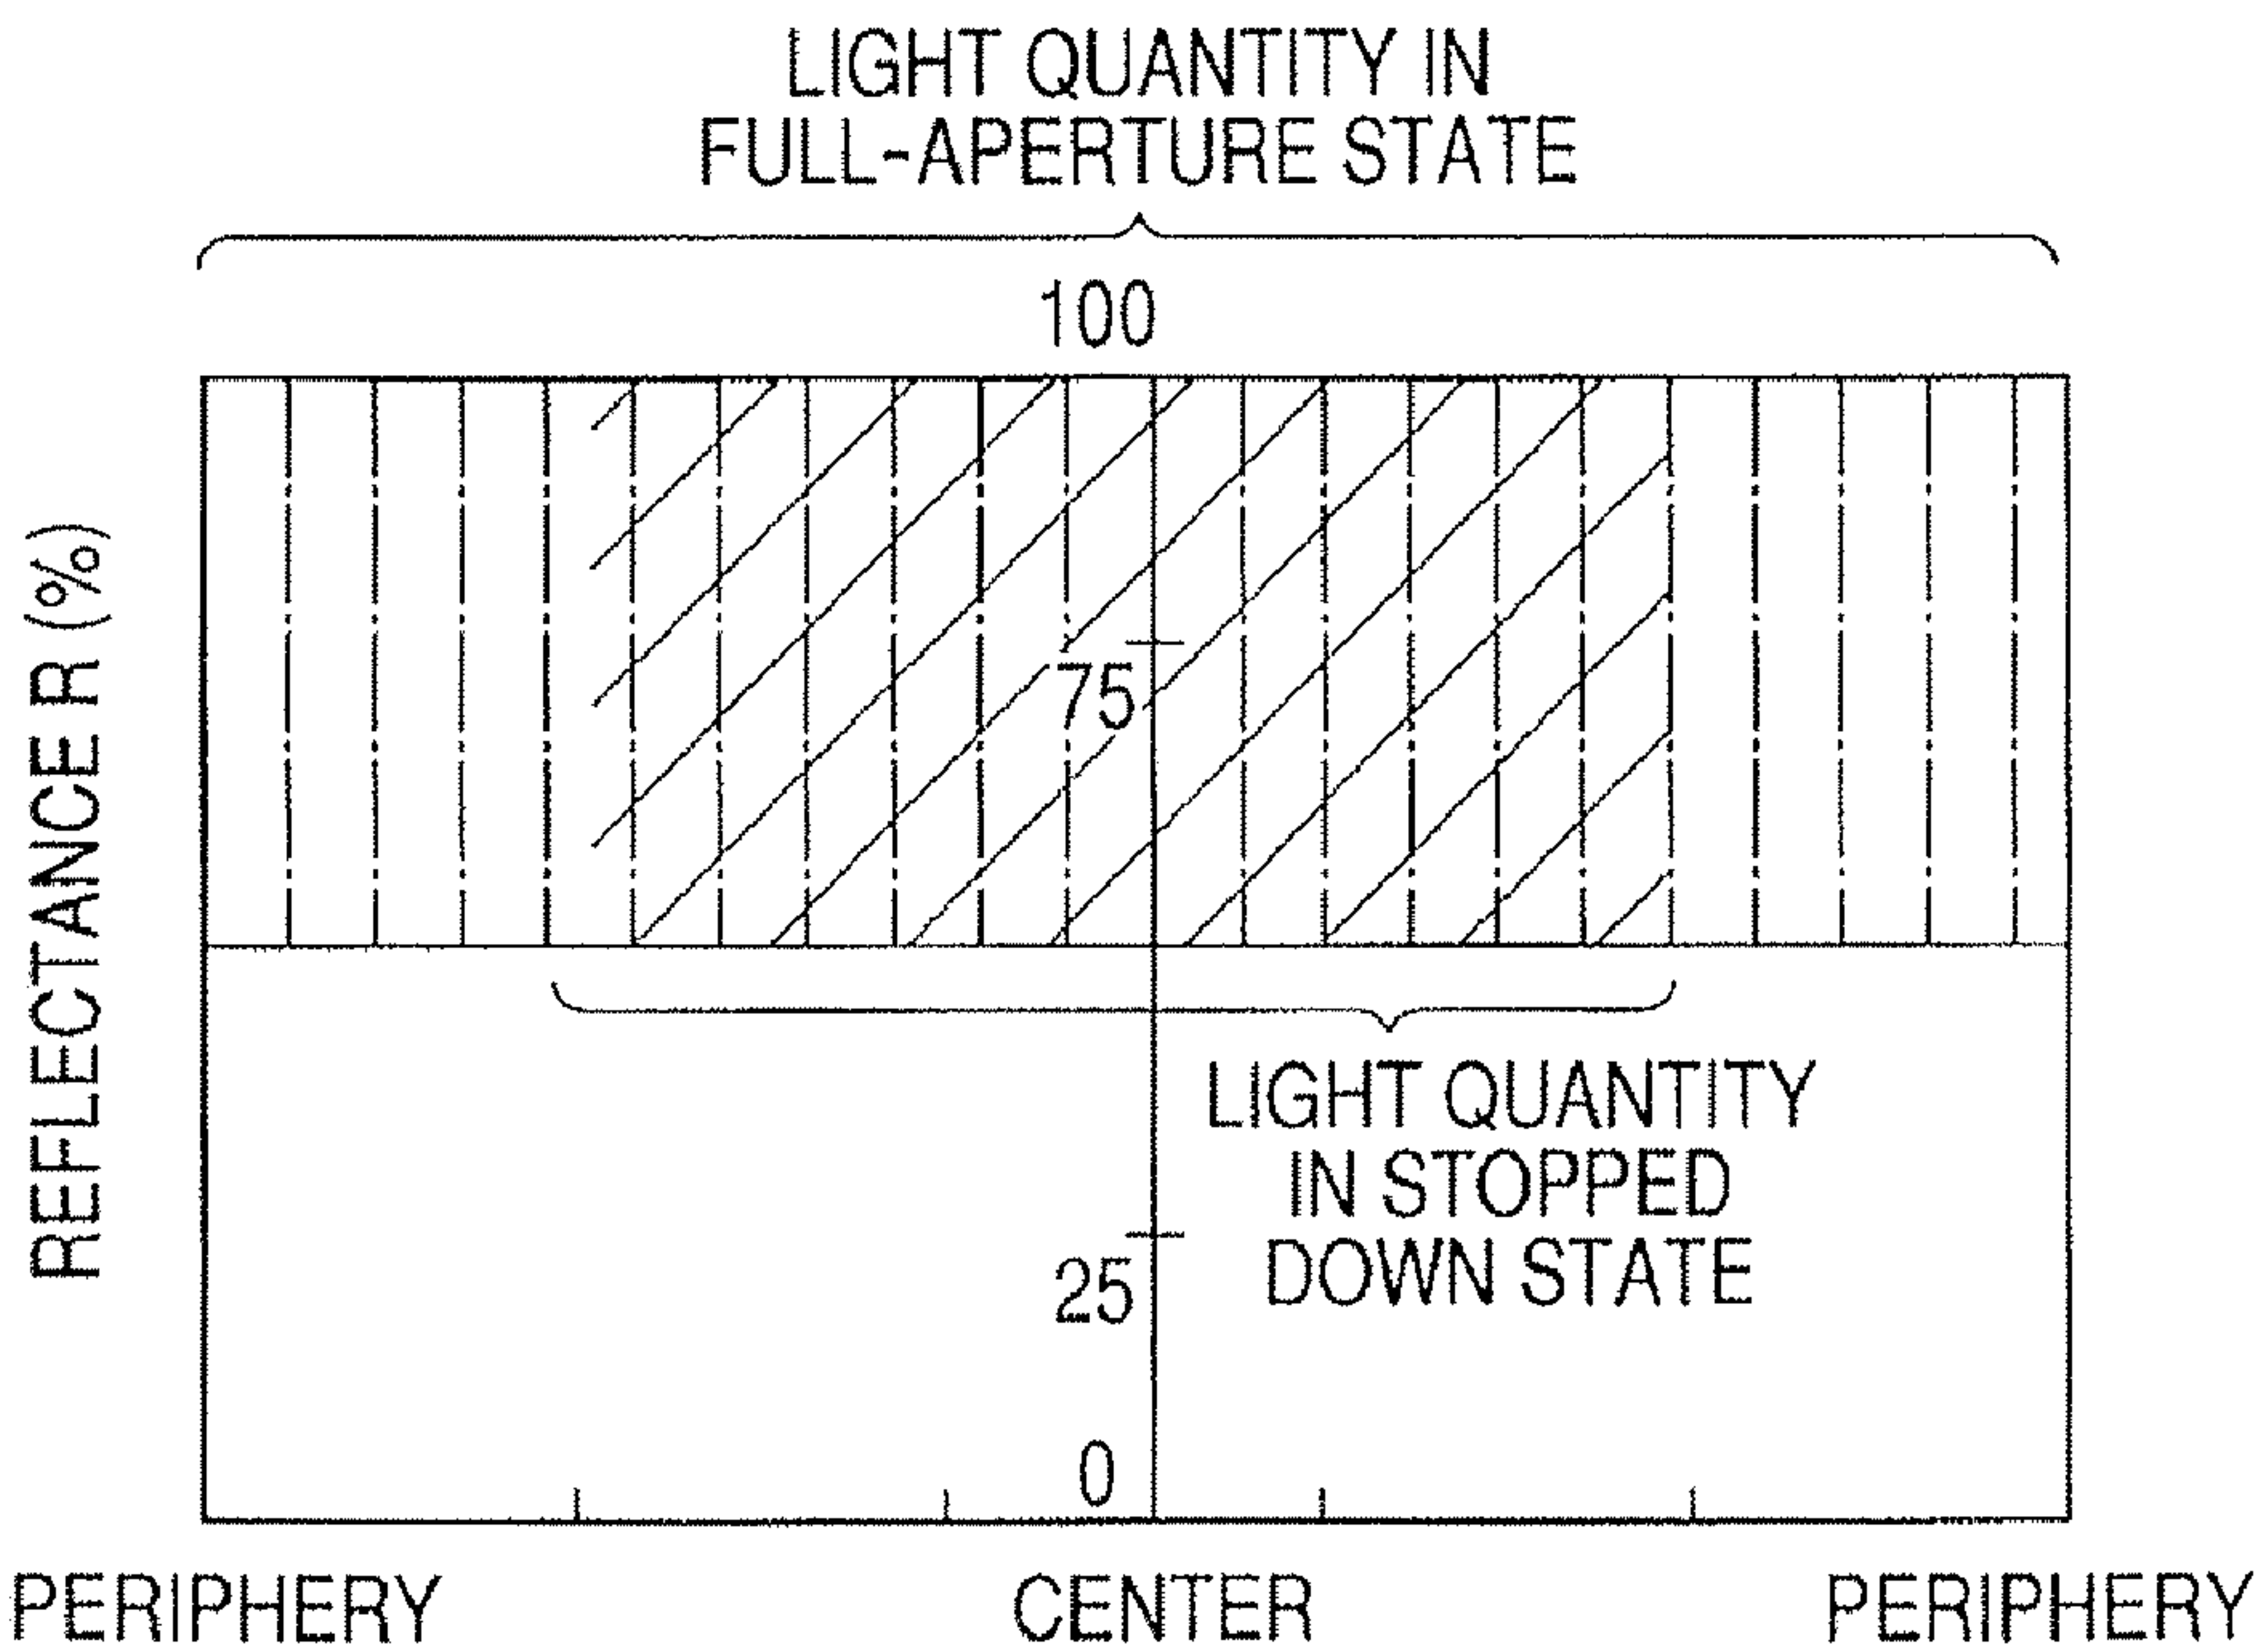 LIGHT QUANTITY IN
FULL-APERTURE STATE
100
REFLECTANCE R (%)
75
LIGHT QUANTITY
IN STOPPED
DOWN STATE
25
0
PERIPHERY
CENTER
PERIPHERY